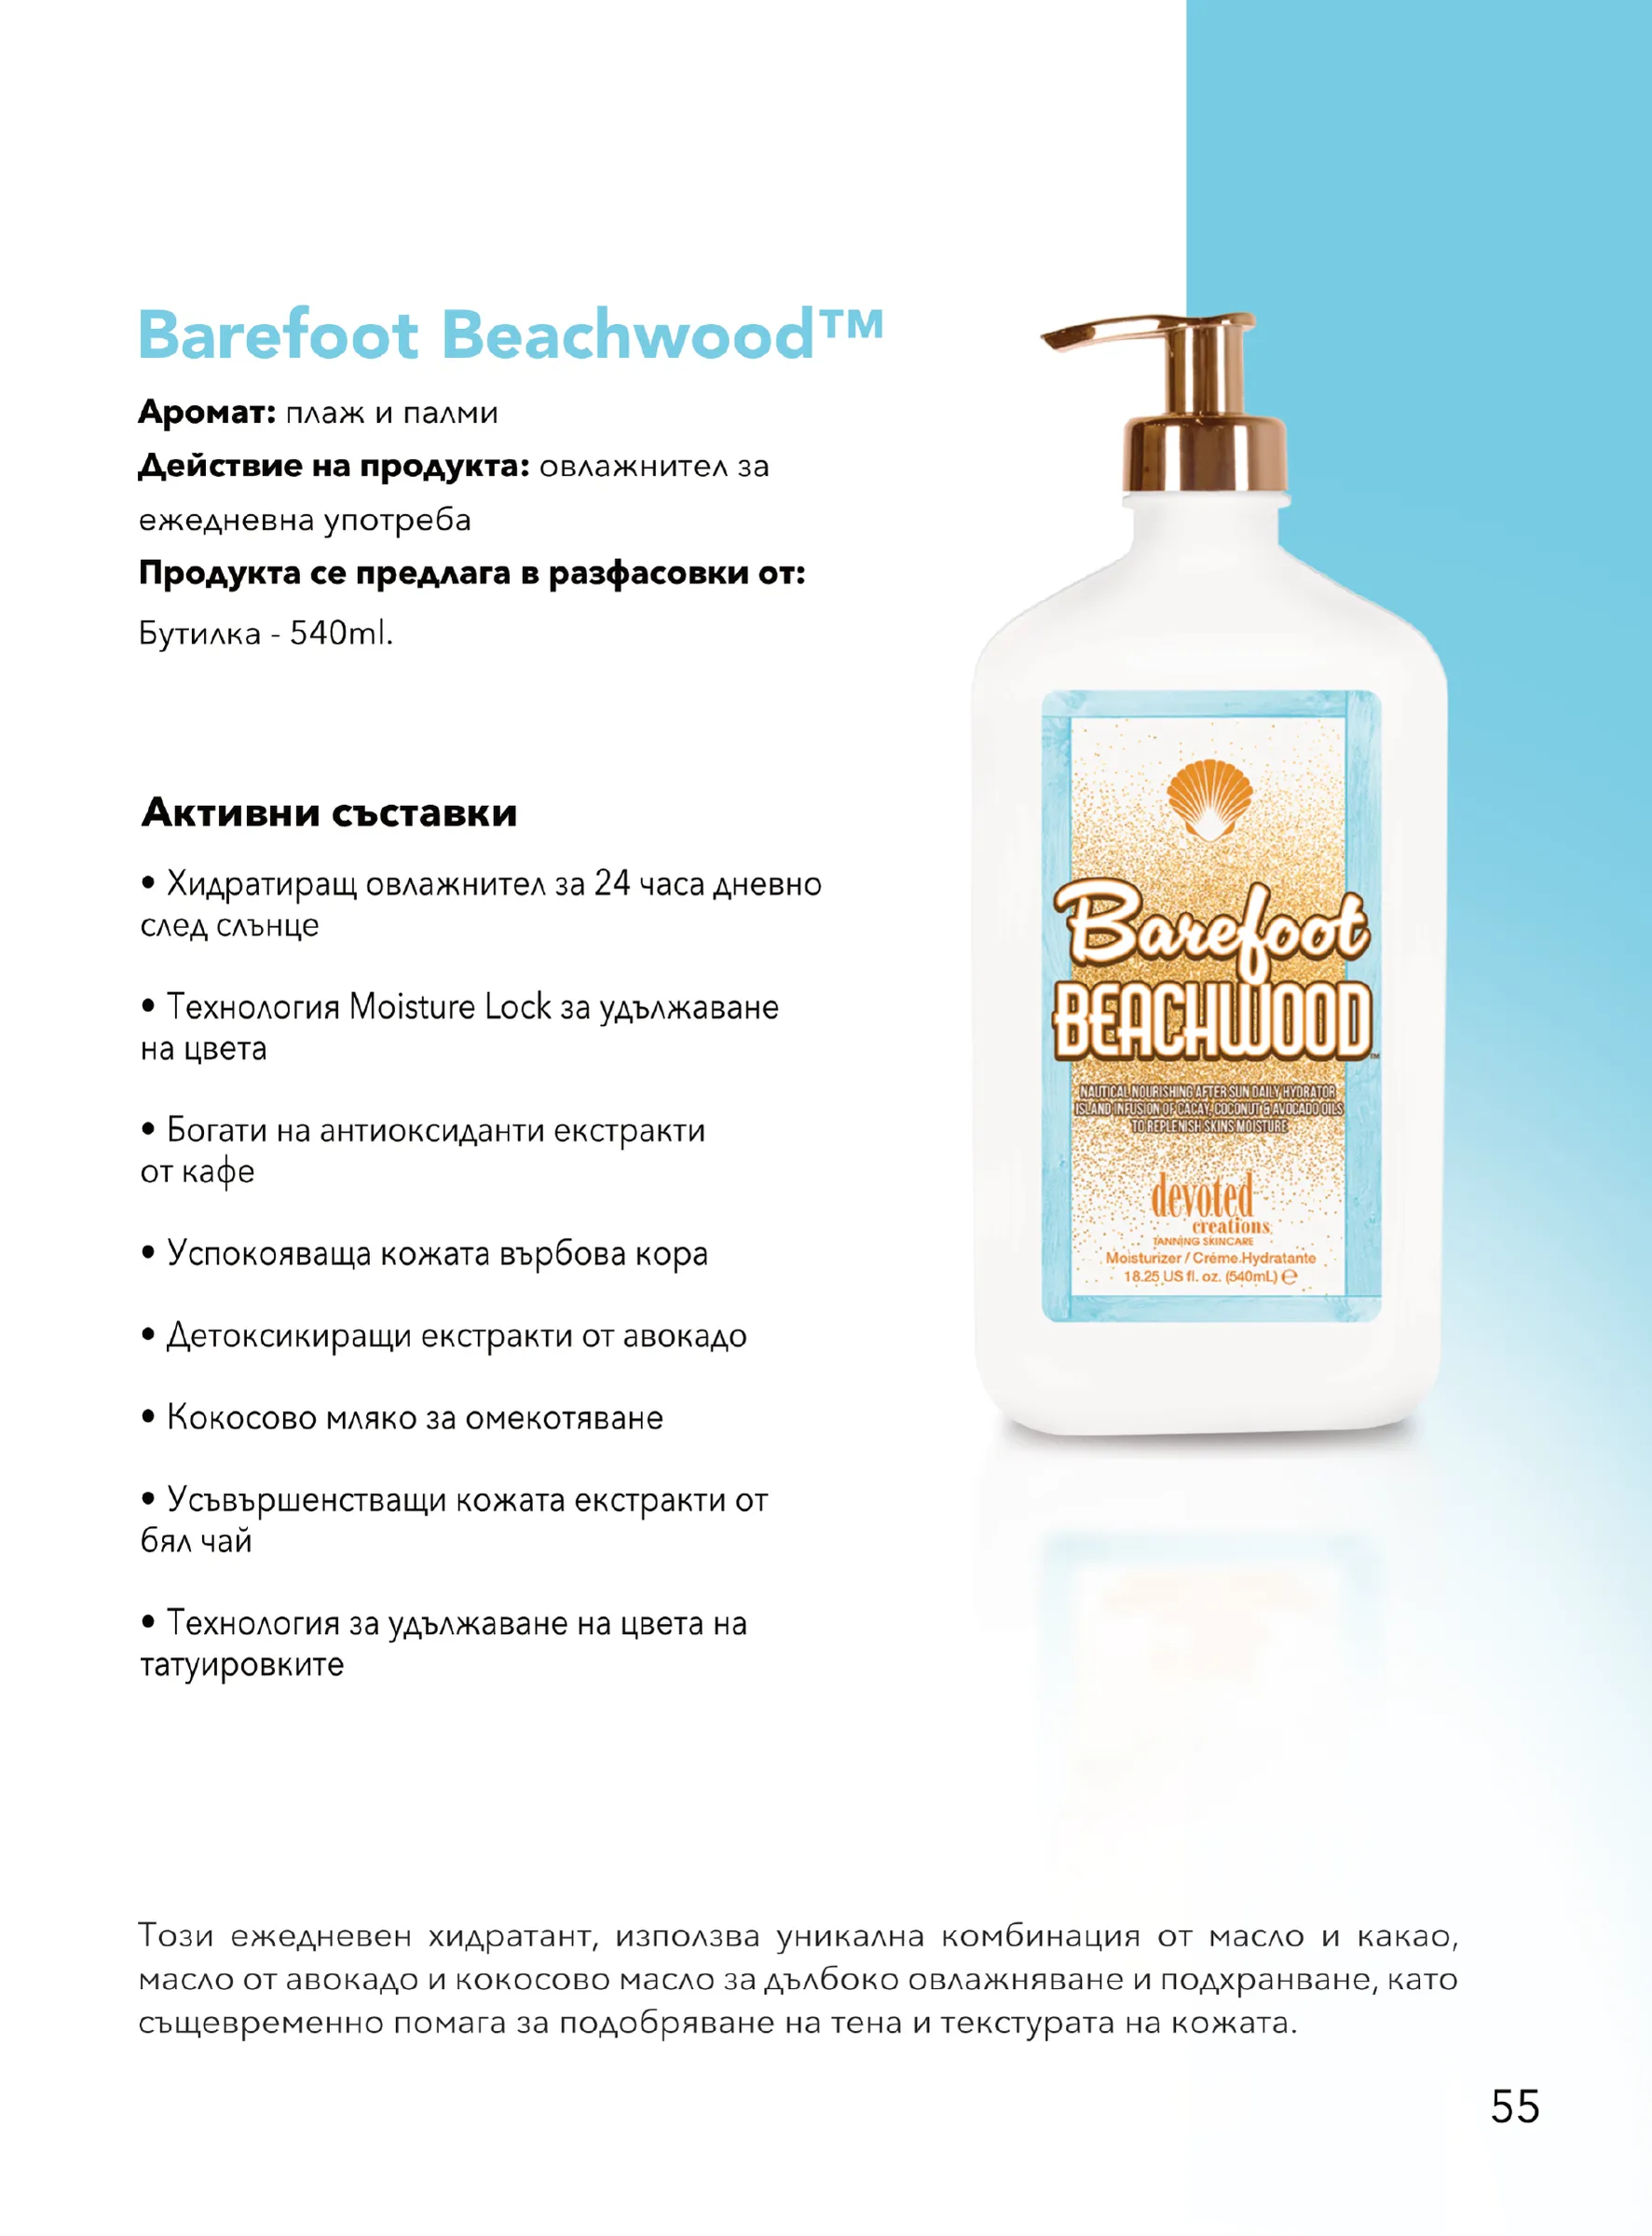 Barefoot Beachwood™
Аромат: плаж и палми
Действие на продукта: овлажнител за
ежедневна употреба
Продукта се предлага в разфасовки от:
Бутилка - 540ml.
Активни съставки
• Хидратиращ овлажнител за 24 часа дневно
след слънце
• Технология Moisture Lock за удължаване
на цвета
• Богати на антиоксиданти екстракти
от кафе
• Успокояваща кожата върбова кора
• Детоксикиращи екстракти от авокадо
• Кокосово мляко за омекотяване
• Усъвършенстващи кожата екстракти от
бял чай
• Технология за удължаване на цвета на
татуировките
Barefoot
BEACHWOOD™
NAUTICAL NOURISHING AFTER SUN DAILY HYDRATOR
ISLAND INFUSION OF CACAY, COCONUT & AVOCADO OILS
TO REPLENISH SKINS MOISTURE
devoted
creations
TANNING SKINCARE
Moisturizer / Créme Hydratante
18.25 US fl. oz. (540mL) ℮
Този ежедневен хидратант, използва уникална комбинация от масло и какао,
масло от авокадо и кокосово масло за дълбоко овлажняване и подхранване, като
същевременно помага за подобряване на тена и текстурата на кожата.
55